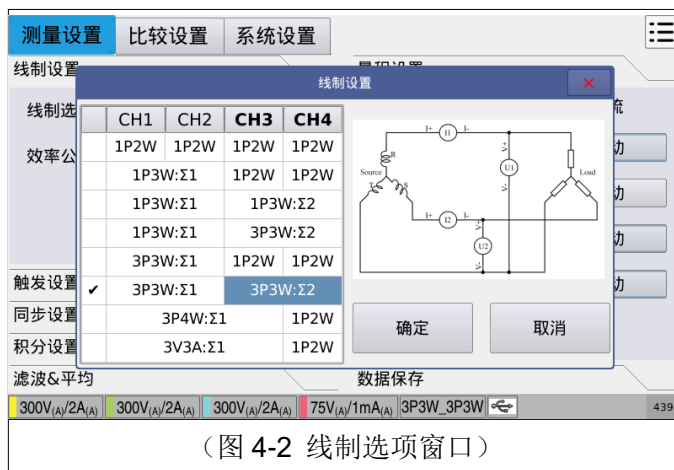 测量设置 比较设置 系统设置
线制设置
线制设置 ×
线制选
效率公
CH1 CH2 CH3 CH4
1P2W 1P2W 1P2W 1P2W
1P3W:Σ1 1P2W 1P2W
1P3W:Σ1 1P3W:Σ2
1P3W:Σ1 3P3W:Σ2
3P3W:Σ1 1P2W 1P2W
✔ 3P3W:Σ1 3P3W:Σ2
3P4W:Σ1 1P2W
3V3A:Σ1 1P2W
I+ I1 I-
R
Source
T S
V+
U1
V-
Load
I+ I2 I-
V+
U2
V-
确定 取消
流
动
动
动
动
触发设置
同步设置
积分设置
滤波&平均 数据保存
300V(A)/2A(A) 300V(A)/2A(A) 300V(A)/2A(A) 75V(A)/1mA(A) 3P3W_3P3W 439
（图 4-2 线制选项窗口）